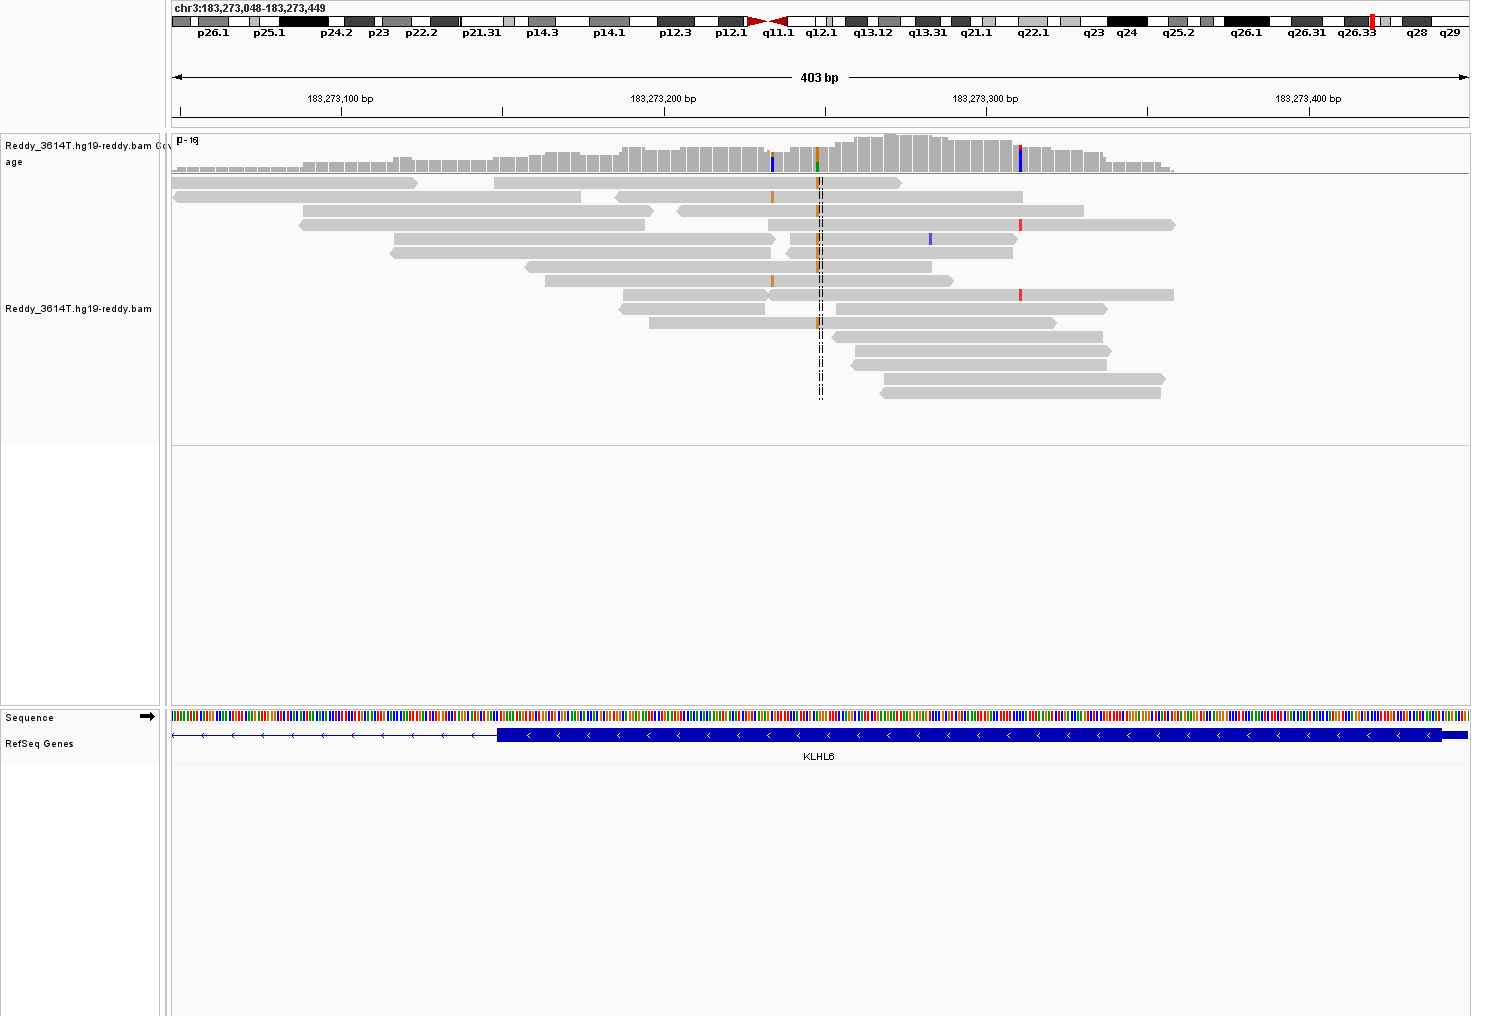 chr3:183,273,048-183,273,449
p26.1 p25.1 p24.2 p23 p22.2 p21.31 p14.3 p14.1 p12.3 p12.1 q11.1 q12.1 q13.12 q13.31 q21.1 q22.1 q23 q24 q25.2 q26.1 q26.31 q26.33 q28 q29
403 bp
183,273,100 bp 183,273,200 bp 183,273,300 bp 183,273,400 bp
[0 - 16]
Reddy_3614T.hg19-reddy.bam Cov
age
Reddy_3614T.hg19-reddy.bam
Sequence
RefSeq Genes
KLHL6